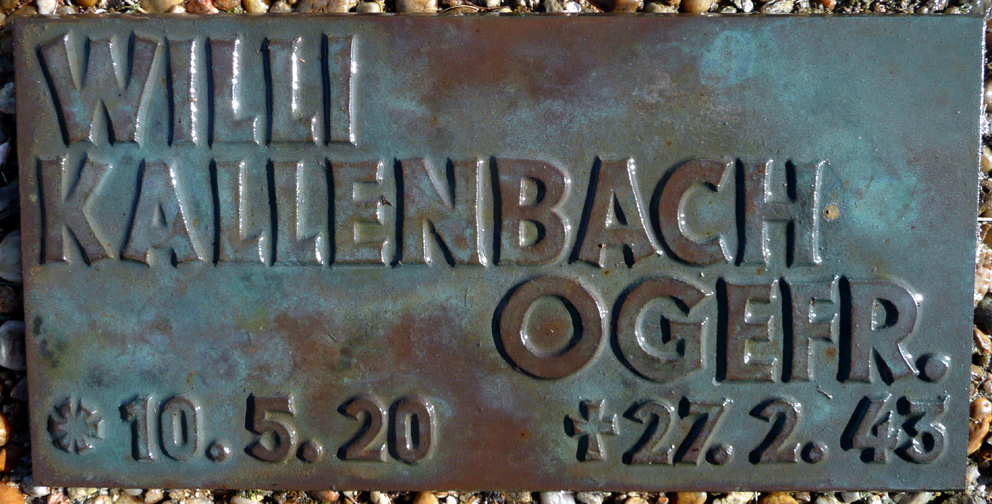 WILLI
KALLENBACH
OGEFR.
* 10.5.20 † 27.2.43